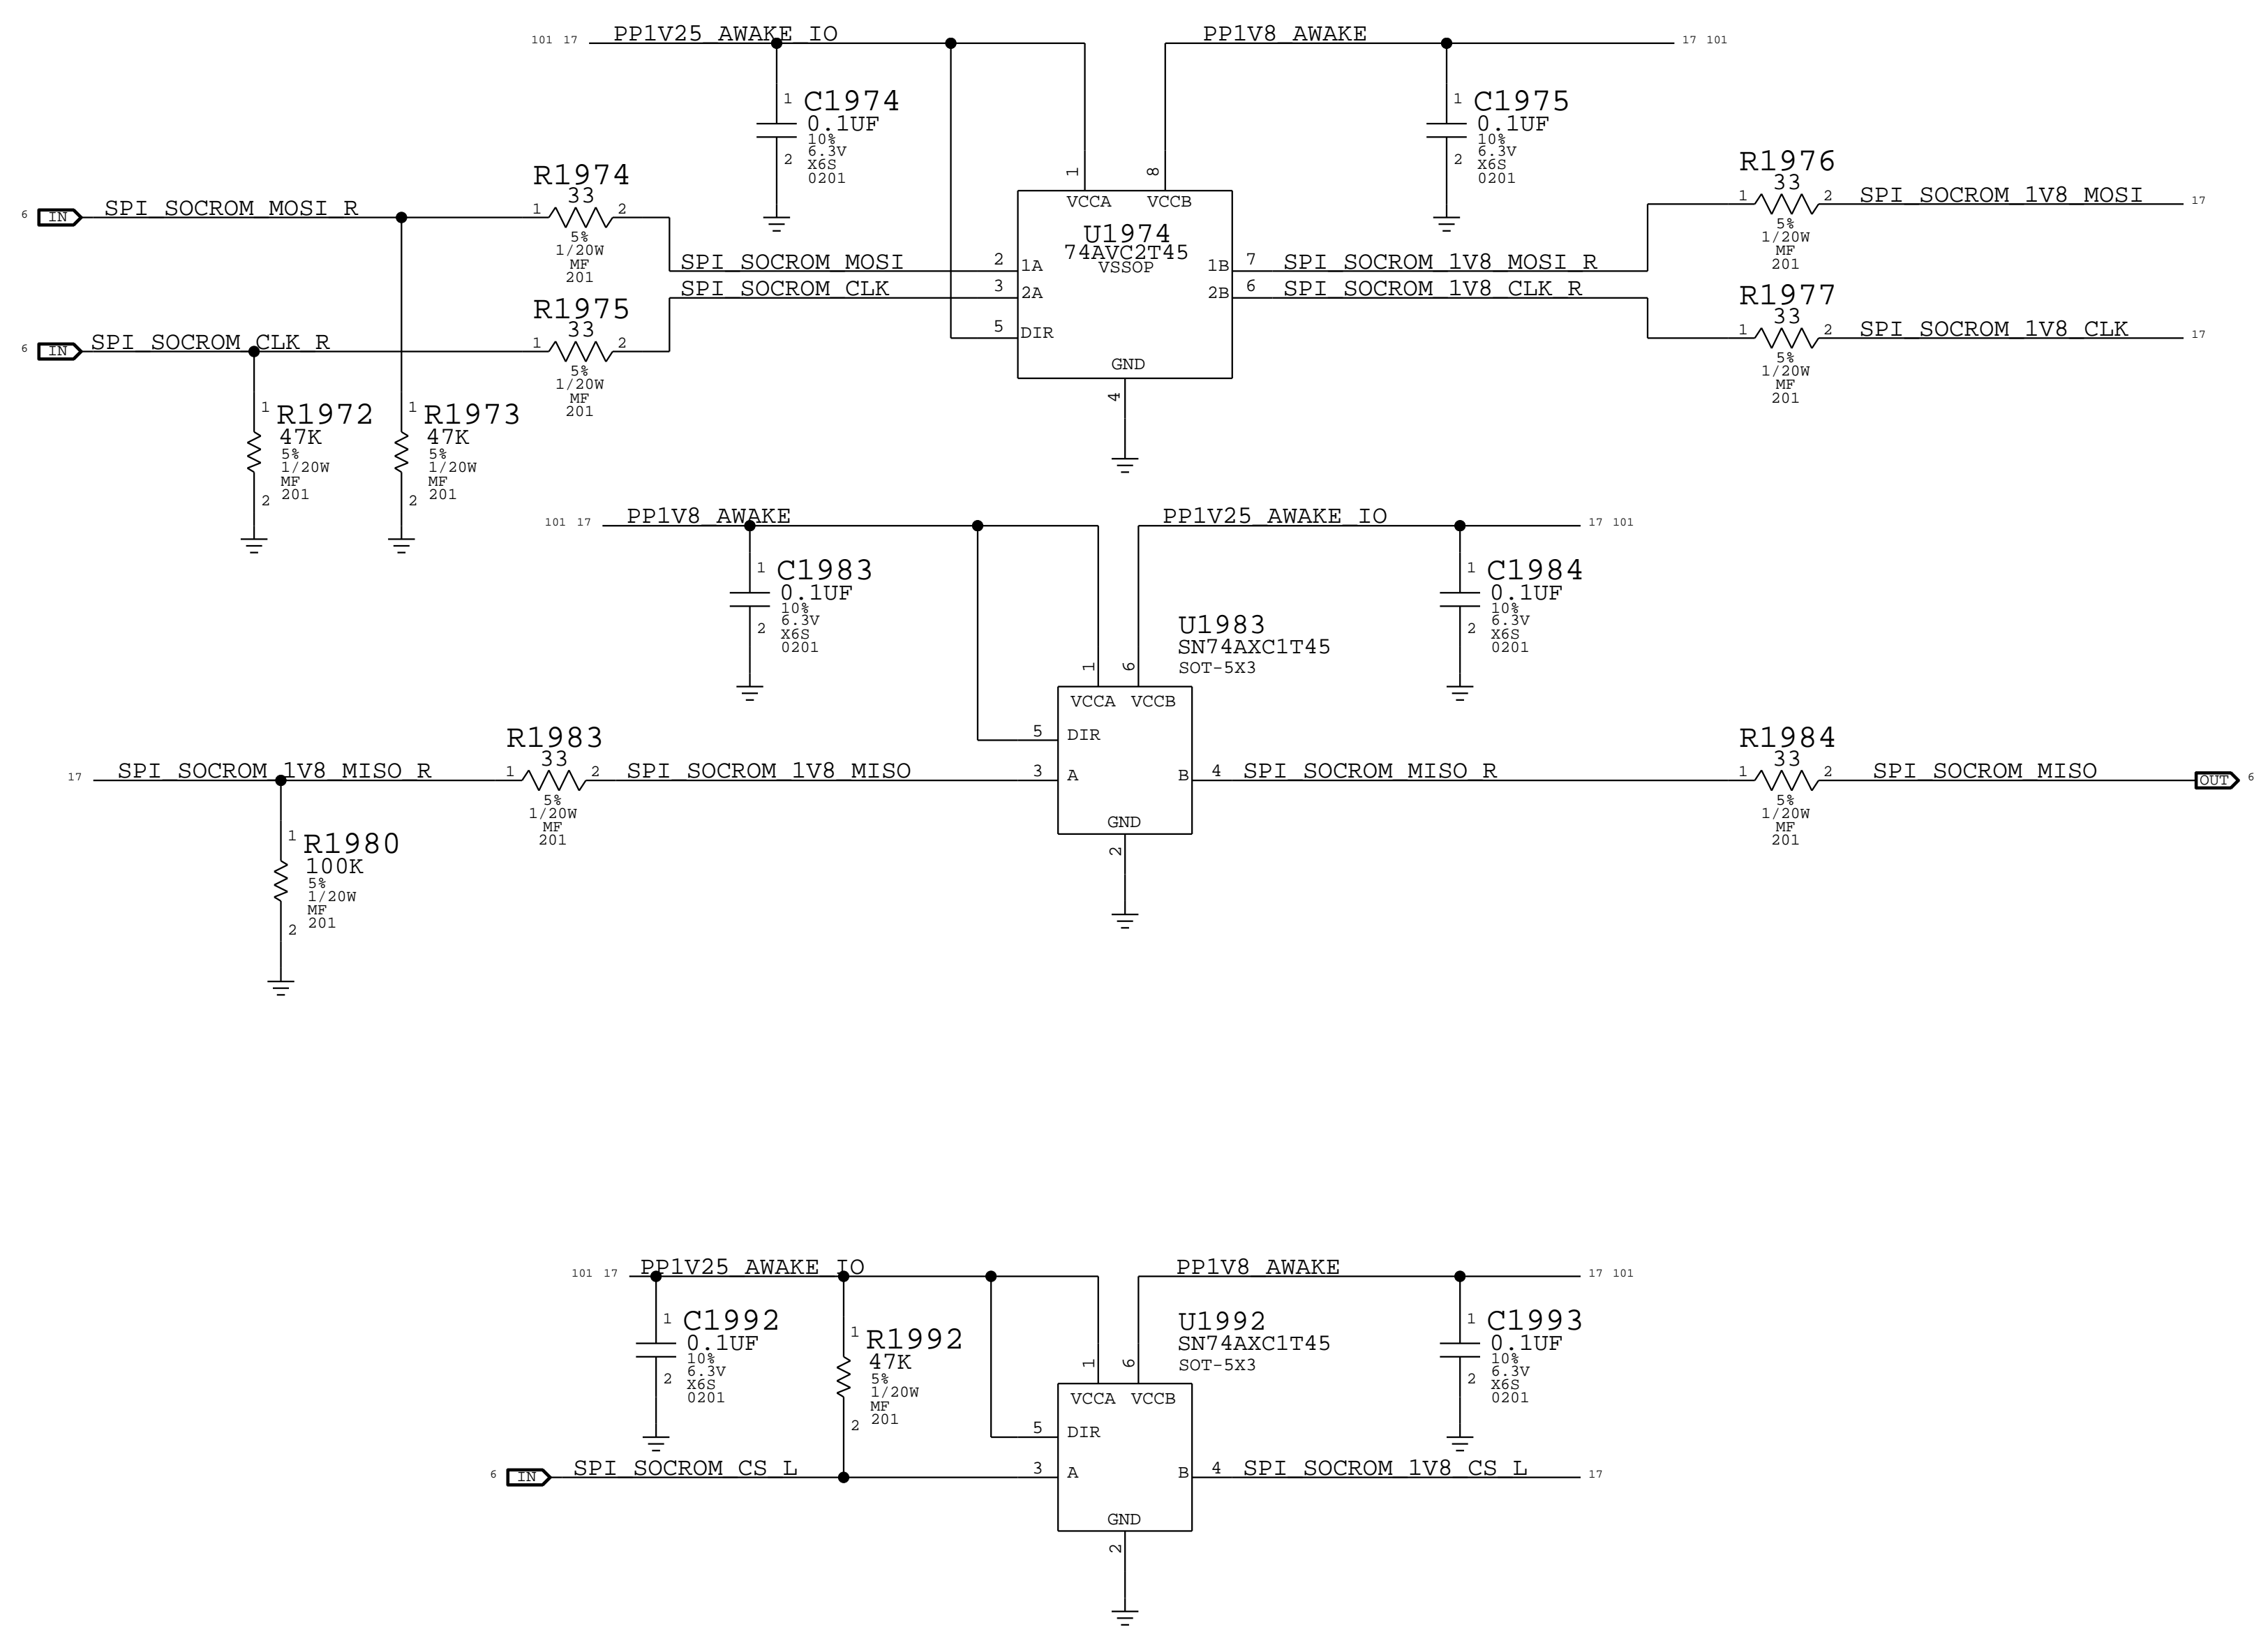 101 17 PP1V25_AWAKE_IO
PP1V8_AWAKE 17 101
1 C1974
0.1UF
10%
6.3V
X6S
0201
2
1 C1975
0.1UF
10%
6.3V
X6S
0201
2
1
8
6 IN SPI_SOCROM_MOSI_R
R1974
33
1 2
5%
1/20W
MF
201
VCCA VCCB
U1974
74AVC2T45
VSSOP
SPI_SOCROM_MOSI 2 1A
SPI_SOCROM_CLK 3 2A
5 DIR
GND
4
1B 7 SPI_SOCROM_1V8_MOSI_R
2B 6 SPI_SOCROM_1V8_CLK_R
R1976
33
1 2
5%
1/20W
MF
201
SPI_SOCROM_1V8_MOSI 17
R1977
33
1 2
5%
1/20W
MF
201
SPI_SOCROM_1V8_CLK 17
6 IN SPI_SOCROM_CLK_R
R1975
33
1 2
5%
1/20W
MF
201
1 R1972
47K
5%
1/20W
MF
201
2
1 R1973
47K
5%
1/20W
MF
201
2
101 17 PP1V8_AWAKE
PP1V25_AWAKE_IO 17 101
1 C1983
0.1UF
10%
6.3V
X6S
0201
2
1 C1984
0.1UF
10%
6.3V
X6S
0201
2
U1983
SN74AXC1T45
SOT-5X3
1
6
VCCA VCCB
5 DIR
3 A
B 4
GND
2
17 SPI_SOCROM_1V8_MISO_R
R1983
33
1 2
5%
1/20W
MF
201
SPI_SOCROM_1V8_MISO
SPI_SOCROM_MISO_R
R1984
33
1 2
5%
1/20W
MF
201
SPI_SOCROM_MISO OUT 6
1 R1980
100K
5%
1/20W
MF
201
2
101 17 PP1V25_AWAKE_IO
PP1V8_AWAKE 17 101
1 C1992
0.1UF
10%
6.3V
X6S
0201
2
1 R1992
47K
5%
1/20W
MF
201
2
U1992
SN74AXC1T45
SOT-5X3
1 C1993
0.1UF
10%
6.3V
X6S
0201
2
1
6
VCCA VCCB
5 DIR
6 IN SPI_SOCROM_CS_L 3 A
B 4 SPI_SOCROM_1V8_CS_L 17
GND
2